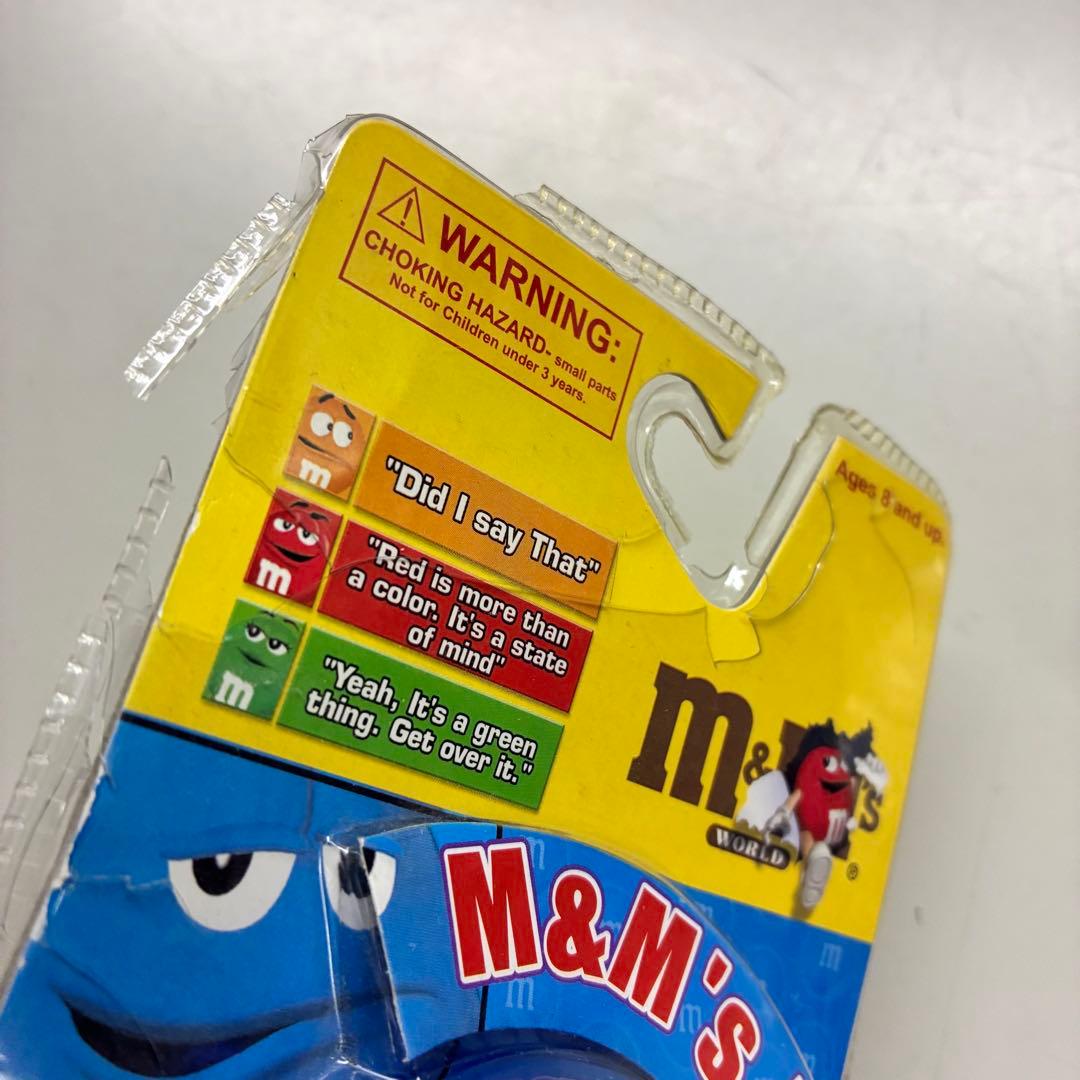 WARNING:
CHOKING HAZARD- small parts
Not for Children under 3 years.
Ages 8 and up.
m
"Did I say That"
m
"Red is more than
a color. It's a state
of mind"
m
"Yeah, It's a green
thing. Get over it."
m&M's
WORLD
®
M&M's